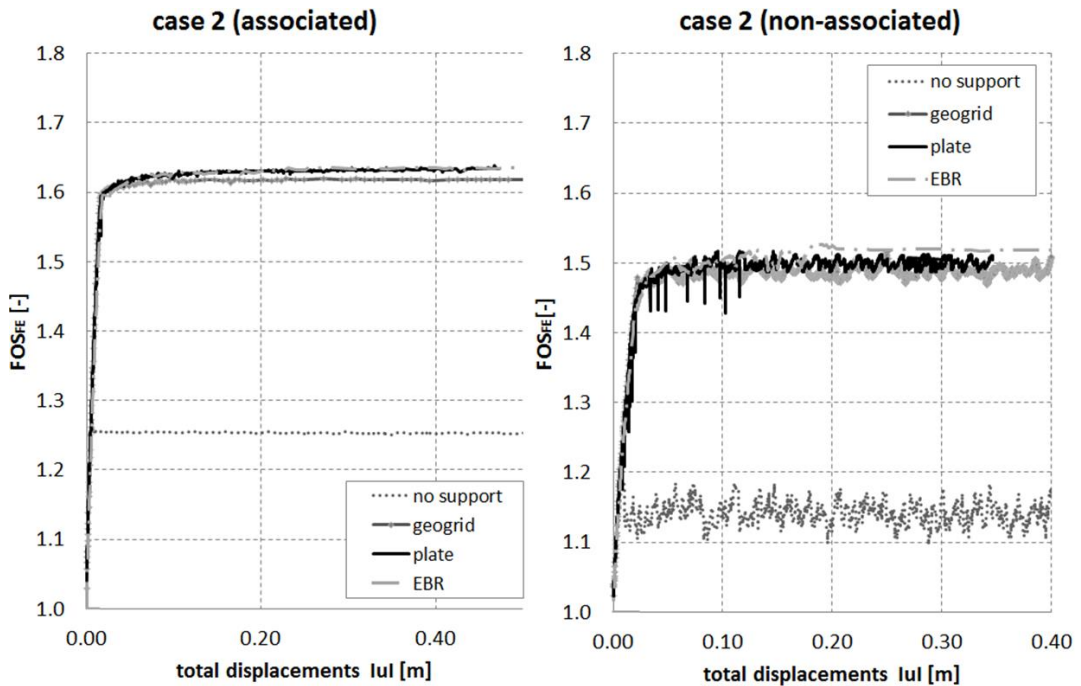 case 2 (associated)
1.8
1.7
1.6
1.5
1.4
1.3
1.2
1.1
1.0
FOSFE [-]
no support
geogrid
plate
EBR
0.00 0.20 0.40
total displacements IuI [m]
case 2 (non-associated)
1.8
1.7
1.6
1.5
1.4
1.3
1.2
1.1
1.0
FOSFE [-]
no support
geogrid
plate
EBR
0.00 0.10 0.20 0.30 0.40
total displacements IuI [m]